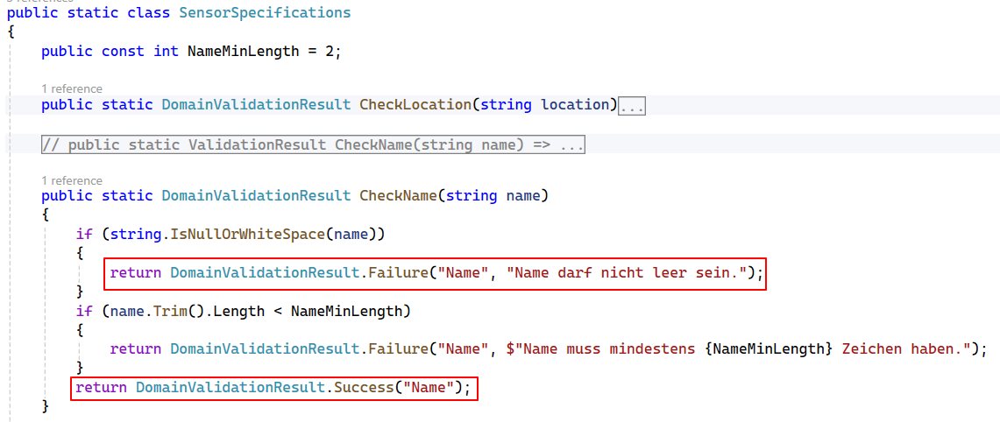 public static class SensorSpecifications
{
public const int NameMinLength = 2;
1 reference
public static DomainValidationResult CheckLocation(string location)...
// public static ValidationResult CheckName(string name) => ...
1 reference
public static DomainValidationResult CheckName(string name)
{
if (string.IsNullOrWhiteSpace(name))
{
return DomainValidationResult.Failure("Name", "Name darf nicht leer sein.");
}
if (name.Trim().Length < NameMinLength)
{
return DomainValidationResult.Failure("Name", $"Name muss mindestens {NameMinLength} Zeichen haben.");
}
return DomainValidationResult.Success("Name");
}